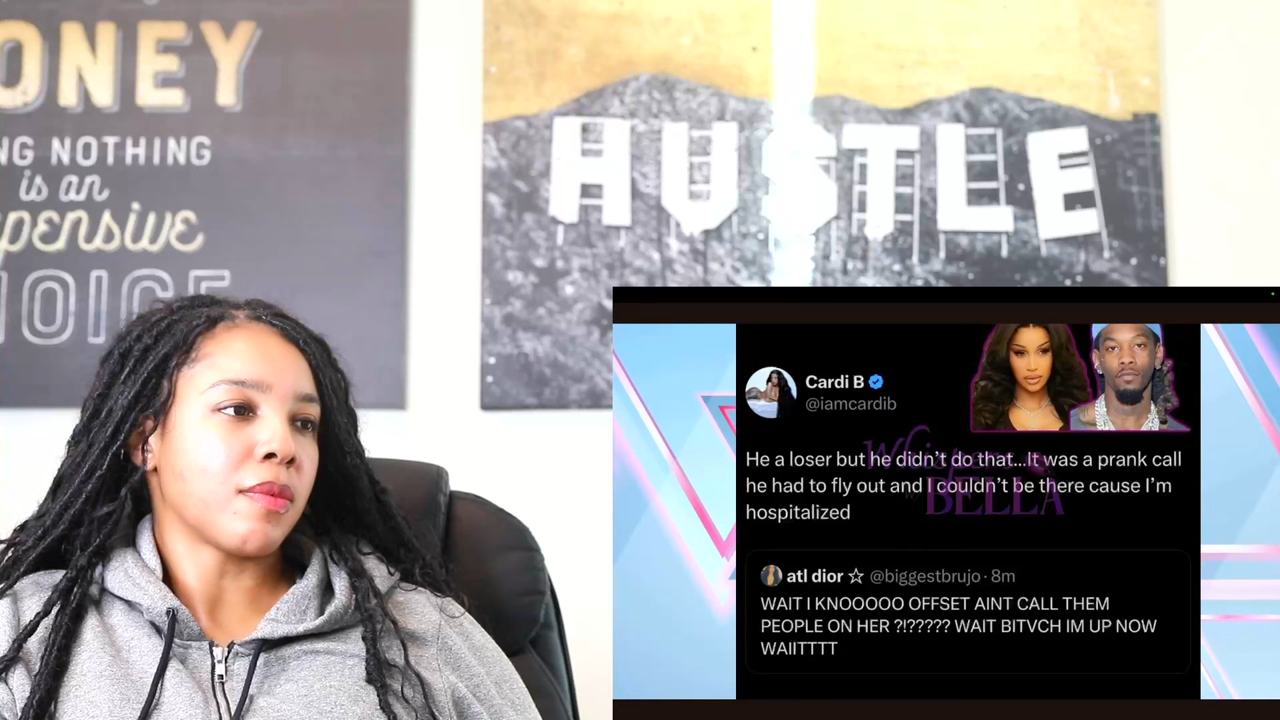 ONEY
NG NOTHING
is an
pensive
HOICE
HUSTLE
Cardi B
@iamcardib
He a loser but he didn't do that...It was a prank call
he had to fly out and I couldn't be there cause I'm
hospitalized
BELLA
atl dior ☆ @biggestbrujo · 8m
WAIT I KNOOOOO OFFSET AINT CALL THEM
PEOPLE ON HER ?!????? WAIT BITVCH IM UP NOW
WAIITTTT